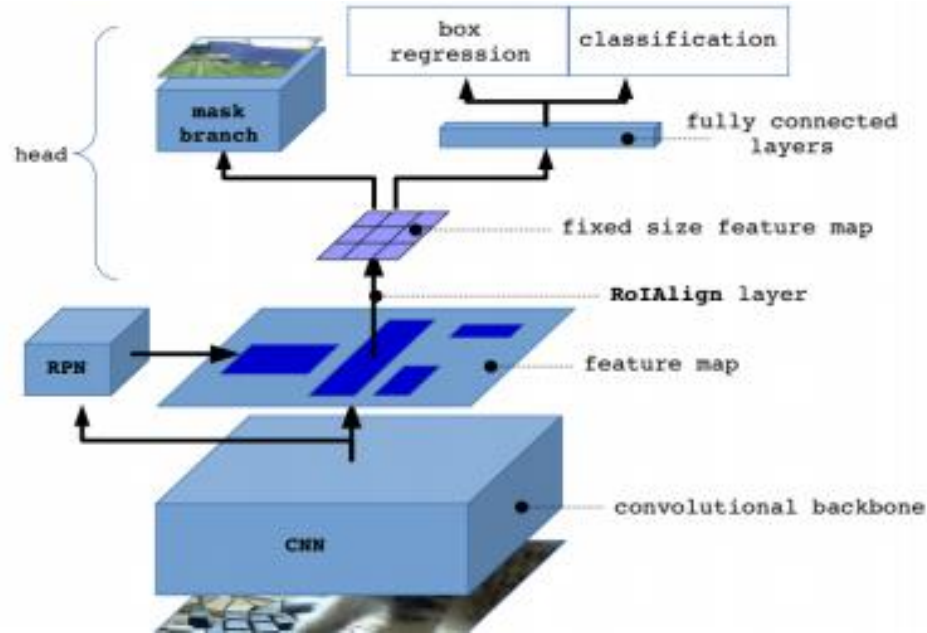 box
regression
classification
mask
branch
head
fully connected
layers
fixed size feature map
RoIAlign layer
RPN
feature map
convolutional backbone
CNN